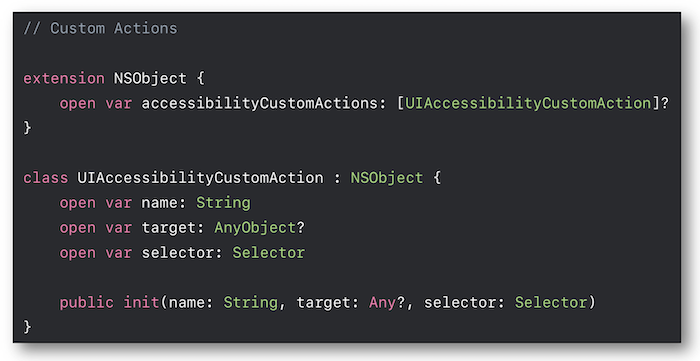 // Custom Actions
extension NSObject {
open var accessibilityCustomActions: [UIAccessibilityCustomAction]?
}
class UIAccessibilityCustomAction : NSObject {
open var name: String
open var target: AnyObject?
open var selector: Selector
public init(name: String, target: Any?, selector: Selector)
}